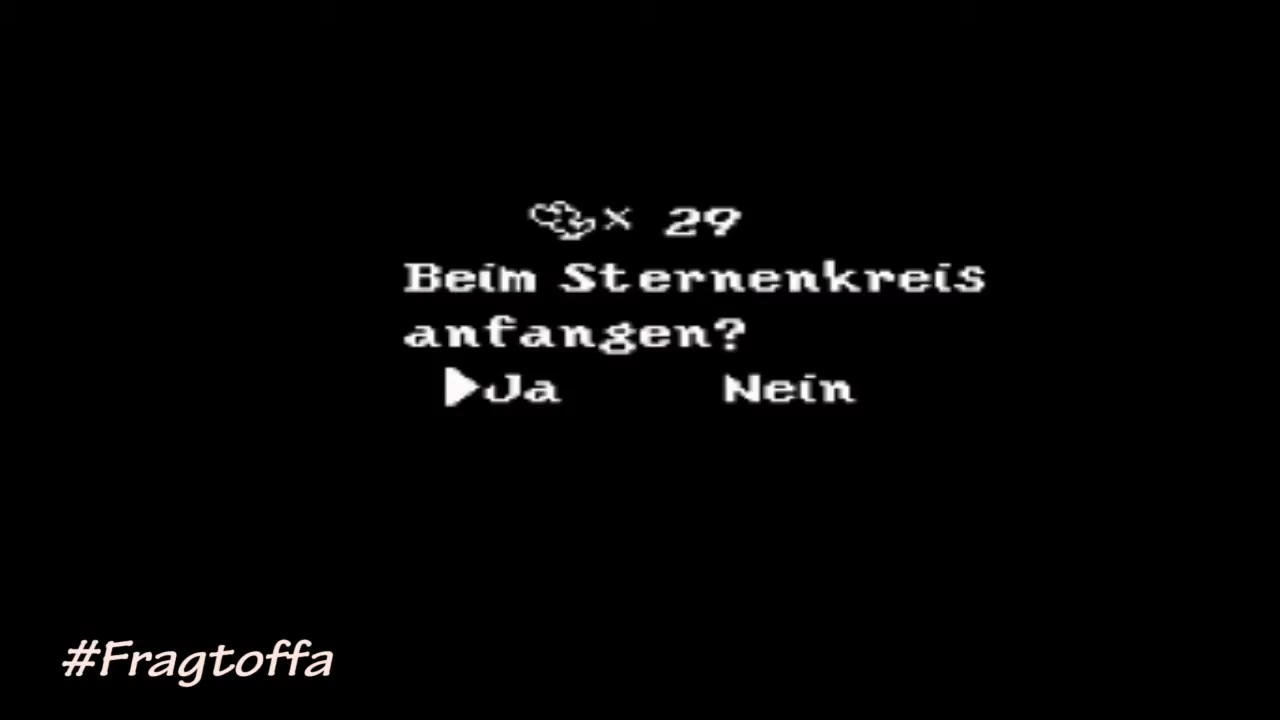 × 29
Beim Sternenkreis
anfangen?
▶Ja Nein
#Fragtoffa